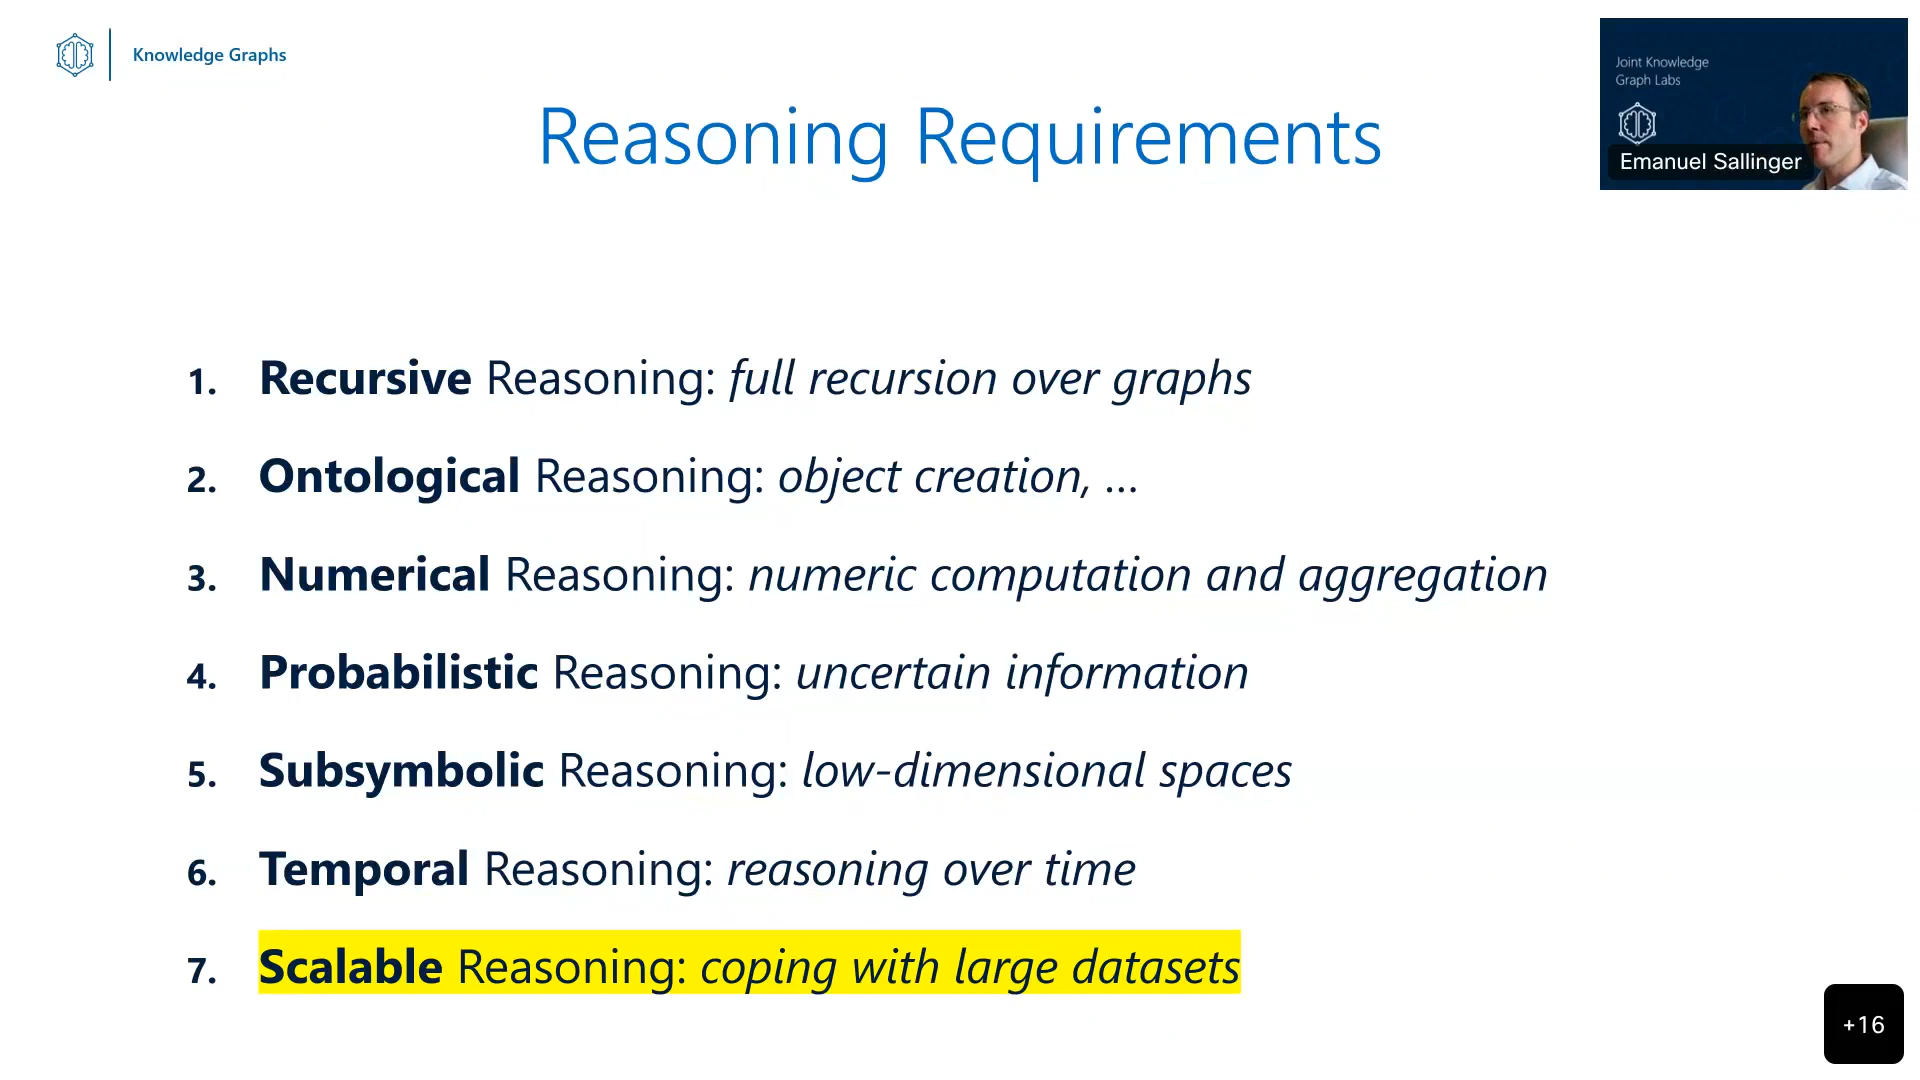 Knowledge Graphs
Reasoning Requirements
Joint Knowledge
Graph Labs
Emanuel Sallinger
1. Recursive Reasoning: full recursion over graphs
2. Ontological Reasoning: object creation, ...
3. Numerical Reasoning: numeric computation and aggregation
4. Probabilistic Reasoning: uncertain information
5. Subsymbolic Reasoning: low-dimensional spaces
6. Temporal Reasoning: reasoning over time
7. Scalable Reasoning: coping with large datasets
+16